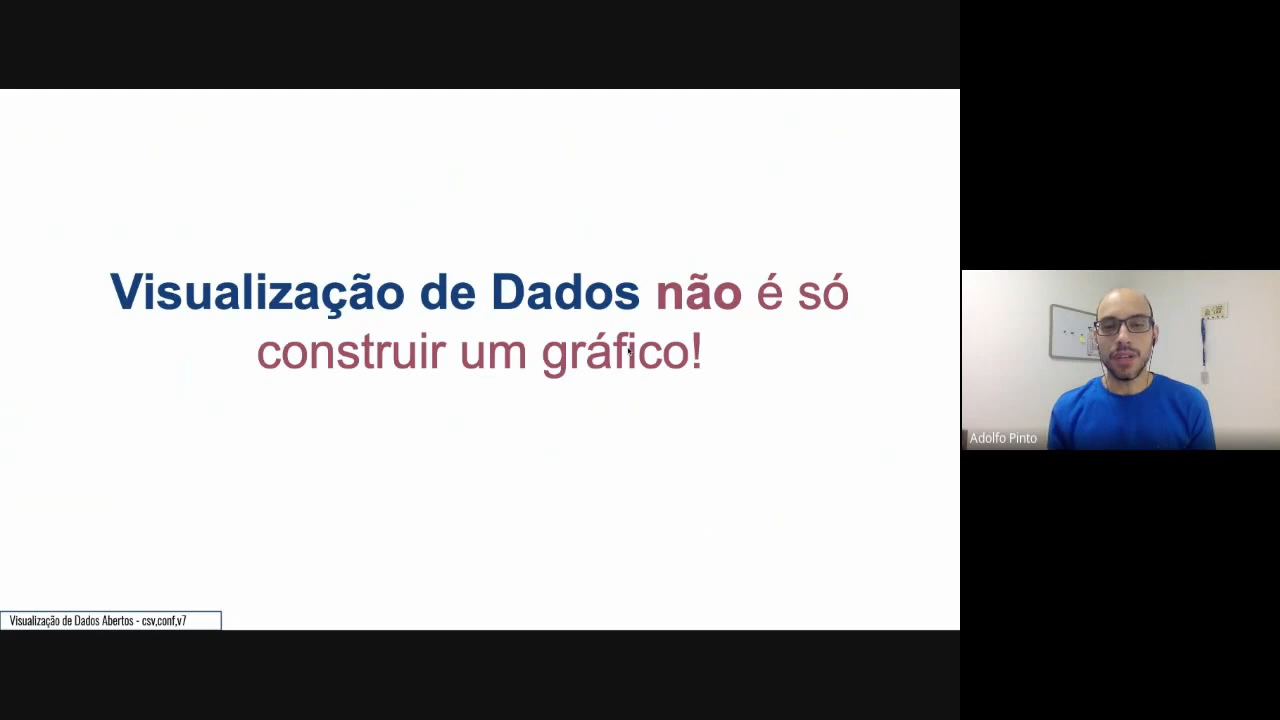 Visualização de Dados não é só
construir um gráfico!
Adolfo Pinto
Visualização de Dados Abertos - csv,conf,v7